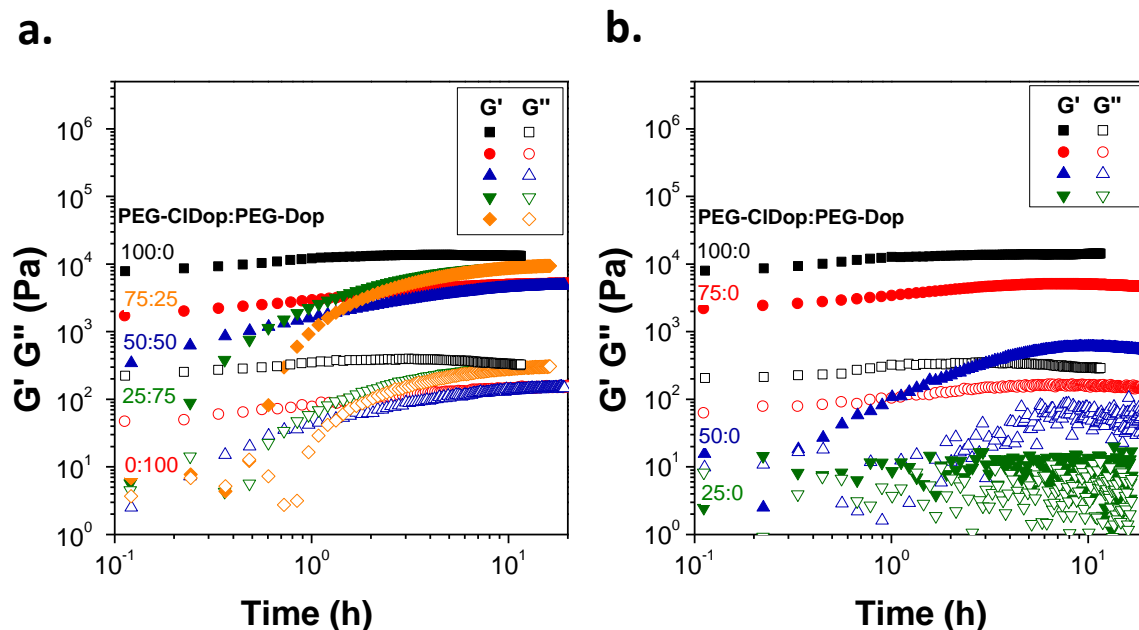 a.
G' G''
PEG-ClDop:PEG-Dop
100:0
75:25
50:50
25:75
0:100
10⁶
10⁵
10⁴
10³
10²
10¹
10⁰
10⁻¹ 10⁰ 10¹
G' G'' (Pa)
Time (h)
b.
G' G''
PEG-ClDop:PEG-Dop
100:0
75:0
50:0
25:0
10⁶
10⁵
10⁴
10³
10²
10¹
10⁰
10⁻¹ 10⁰ 10¹
G' G'' (Pa)
Time (h)